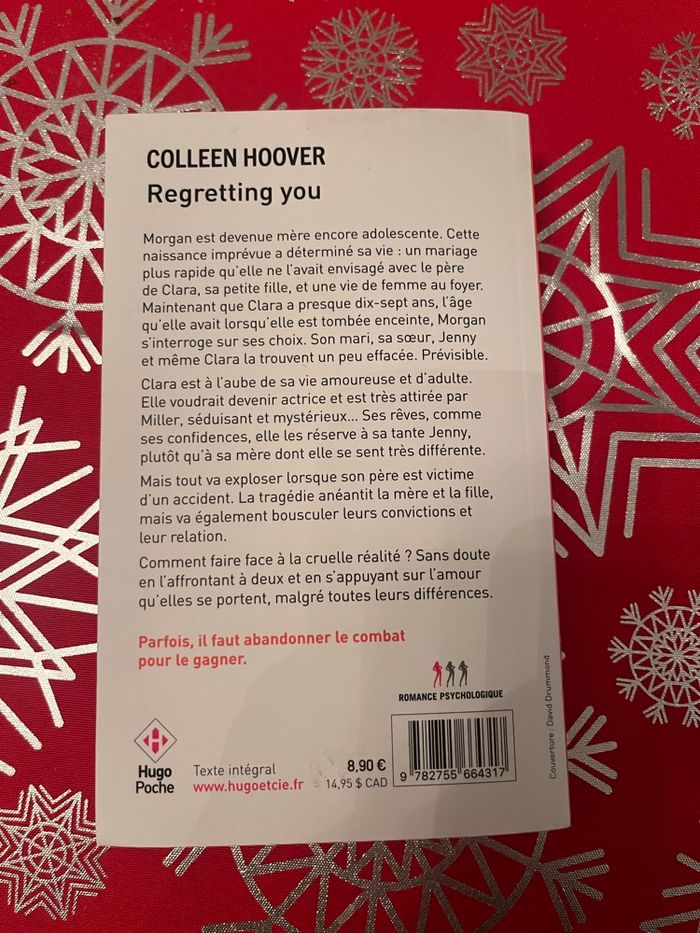 COLLEEN HOOVER
Regretting you
Morgan est devenue mère encore adolescente. Cette
naissance imprévue a déterminé sa vie : un mariage
plus rapide qu'elle ne l'avait envisagé avec le père
de Clara, sa petite fille, et une vie de femme au foyer.
Maintenant que Clara a presque dix-sept ans, l'âge
qu'elle avait lorsqu'elle est tombée enceinte, Morgan
s'interroge sur ses choix. Son mari, sa sœur, Jenny
et même Clara la trouvent un peu effacée. Prévisible.
Clara est à l'aube de sa vie amoureuse et d'adulte.
Elle voudrait devenir actrice et est très attirée par
Miller, séduisant et mystérieux... Ses rêves, comme
ses confidences, elle les réserve à sa tante Jenny,
plutôt qu'à sa mère dont elle se sent très différente.
Mais tout va exploser lorsque son père est victime
d'un accident. La tragédie anéantit la mère et la fille,
mais va également bousculer leurs convictions et
leur relation.
Comment faire face à la cruelle réalité ? Sans doute
en l'affrontant à deux et en s'appuyant sur l'amour
qu'elles se portent, malgré toutes leurs différences.
Parfois, il faut abandonner le combat
pour le gagner.
ROMANCE PSYCHOLOGIQUE
Couverture : David Drummond
Hugo
Poche
Texte intégral
www.hugoetcie.fr
8.90 €
14,95 $ CAD
9 782755 664317